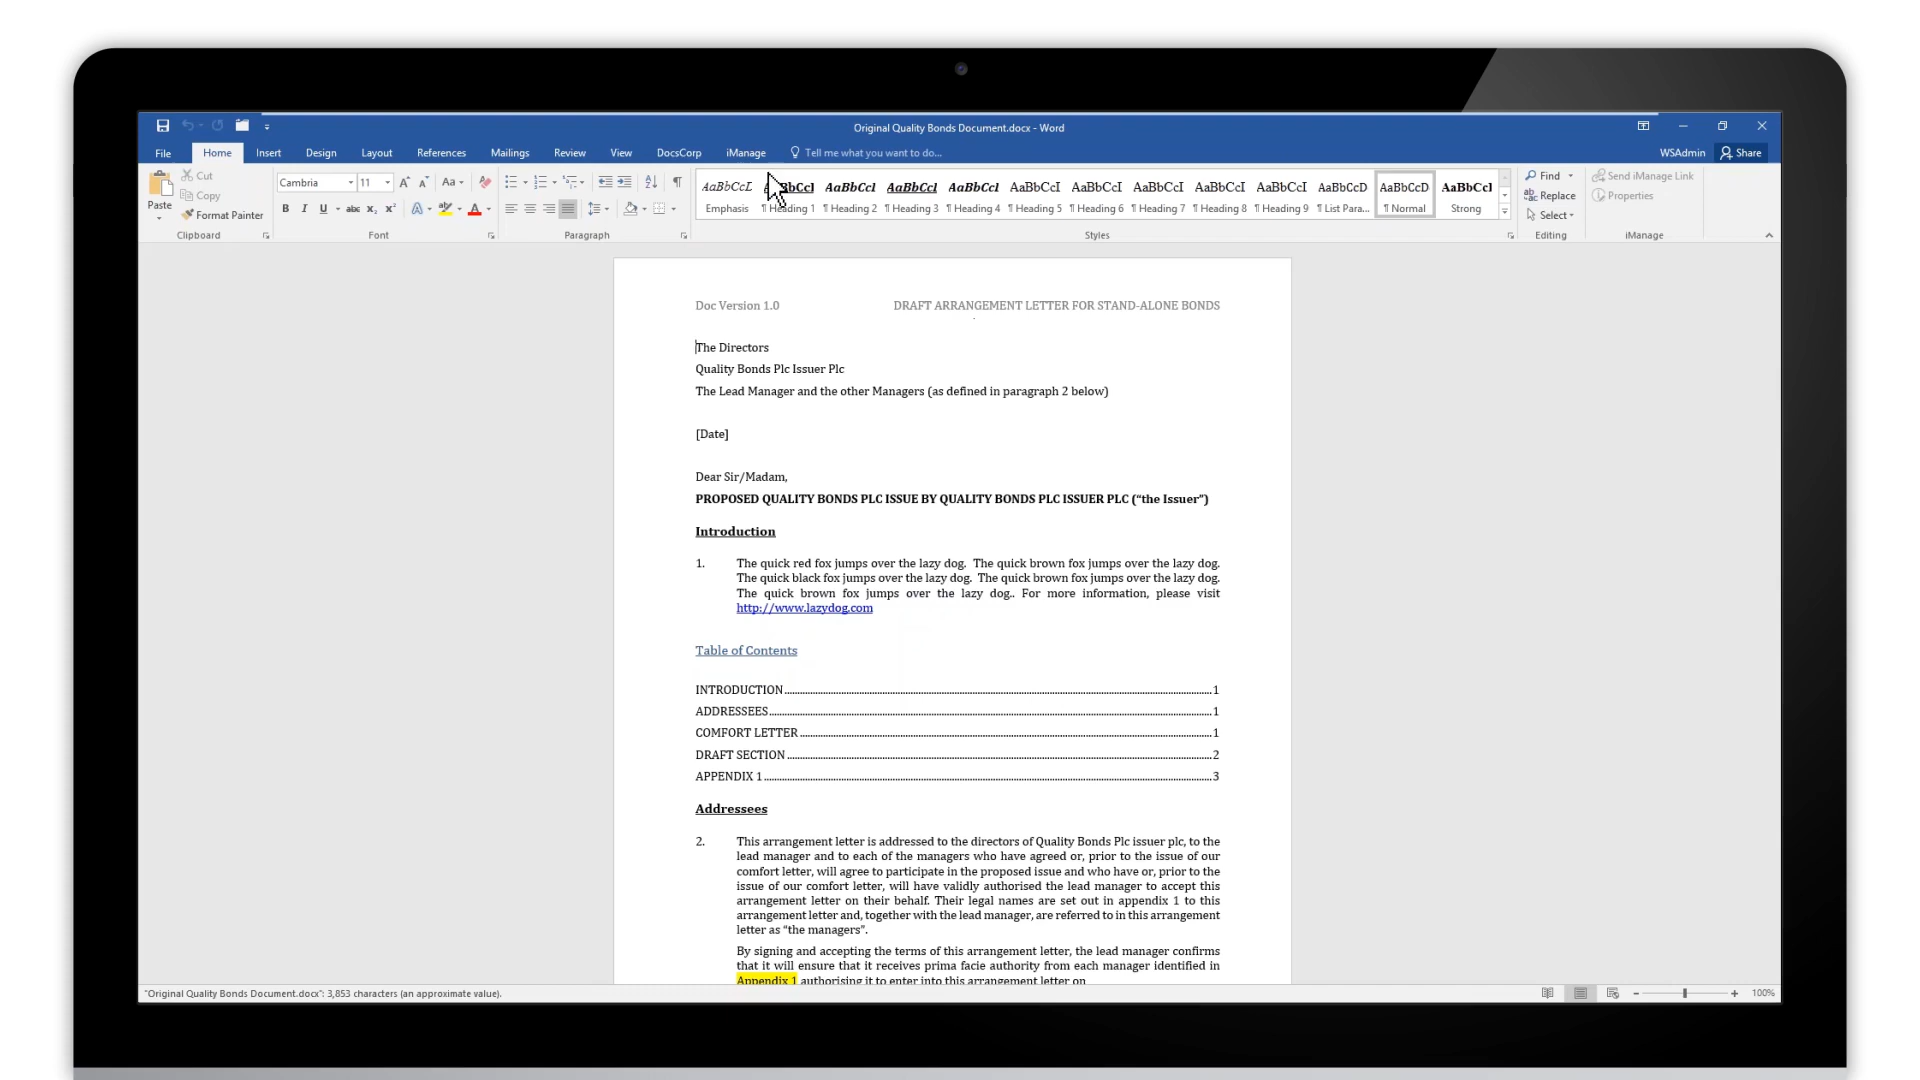 Original Quality Bonds Document.docx - Word
File Home Insert Design Layout References Mailings Review View DocsCorp iManage Tell me what you want to do... WSAdmin Share
Paste Cut Copy Format Painter
Clipboard
Cambria 11
Font
Paragraph
AaBbCcL AaBbCcI AaBbCcI AaBbCcI AaBbCcI AaBbCcI AaBbCcI AaBbCcI AaBbCcD AaBbCcD AaBbCcI
Emphasis ¶ Heading 1 ¶ Heading 2 ¶ Heading 3 ¶ Heading 4 ¶ Heading 5 ¶ Heading 6 ¶ Heading 7 ¶ Heading 8 ¶ Heading 9 ¶ List Para... ¶ Normal Strong
Styles
Find
Replace
Select
Editing
Send iManage Link
Properties
iManage
Doc Version 1.0 DRAFT ARRANGEMENT LETTER FOR STAND-ALONE BONDS
The Directors
Quality Bonds Plc Issuer Plc
The Lead Manager and the other Managers (as defined in paragraph 2 below)
[Date]
Dear Sir/Madam,
PROPOSED QUALITY BONDS PLC ISSUE BY QUALITY BONDS PLC ISSUER PLC (“the Issuer”)
Introduction
1. The quick red fox jumps over the lazy dog. The quick brown fox jumps over the lazy dog.
The quick black fox jumps over the lazy dog. The quick brown fox jumps over the lazy dog.
The quick brown fox jumps over the lazy dog.. For more information, please visit
http://www.lazydog.com
Table of Contents
INTRODUCTION 1
ADDRESSEES 1
COMFORT LETTER 1
DRAFT SECTION 2
APPENDIX 1 3
Addressees
2. This arrangement letter is addressed to the directors of Quality Bonds Plc issuer plc, to the
lead manager and to each of the managers who have agreed or, prior to the issue of our
comfort letter, will agree to participate in the proposed issue and who have or, prior to the
issue of our comfort letter, will have validly authorised the lead manager to accept this
arrangement letter on their behalf. Their legal names are set out in appendix 1 to this
arrangement letter and, together with the lead manager, are referred to in this arrangement
letter as “the managers”.
By signing and accepting the terms of this arrangement letter, the lead manager confirms
that it will ensure that it receives prima facie authority from each manager identified in
Appendix 1 authorising it to enter into this arrangement letter on
"Original Quality Bonds Document.docx": 3,853 characters (an approximate value).
100%